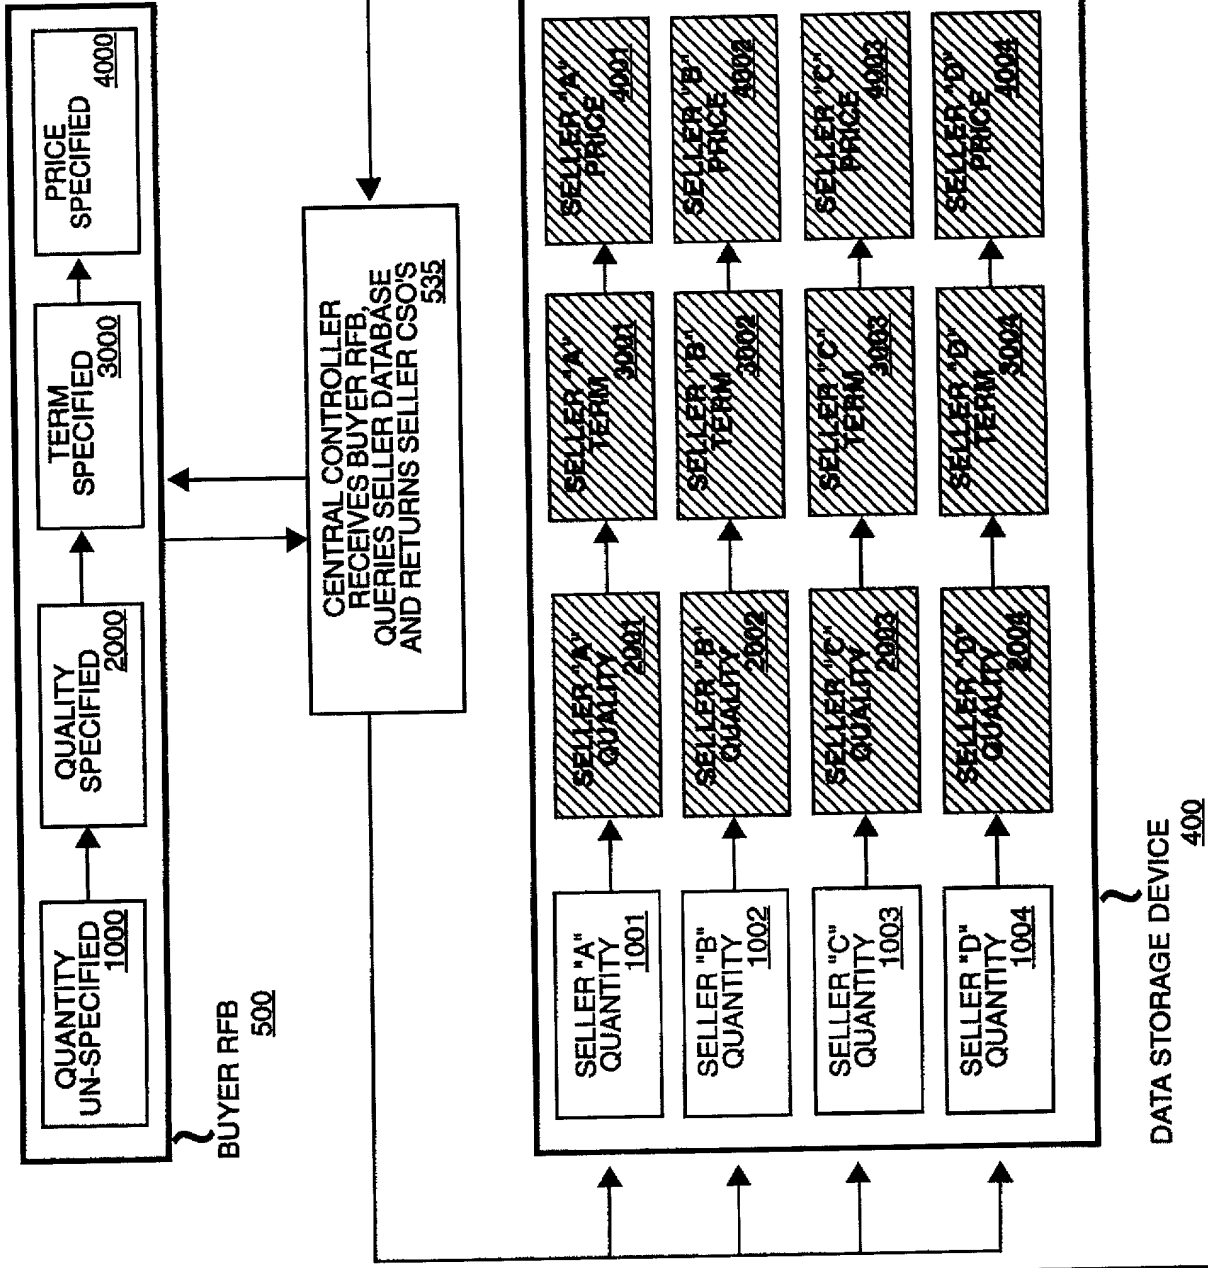 QUANTITY
UN-SPECIFIED
1000
QUALITY
SPECIFIED
2000
TERM
SPECIFIED
3000
PRICE
SPECIFIED
4000
BUYER RFB
500
CENTRAL CONTROLLER
RECEIVES BUYER RFB,
QUERIES SELLER DATABASE
AND RETURNS SELLER CSO'S
535
SELLER "A"
QUANTITY
1001
SELLER "A"
QUALITY
2001
SELLER "A"
TERM
3001
SELLER "A"
PRICE
4001
SELLER "B"
QUANTITY
1002
SELLER "B"
QUALITY
2002
SELLER "B"
TERM
3002
SELLER "B"
PRICE
4002
SELLER "C"
QUANTITY
1003
SELLER "C"
QUALITY
2003
SELLER "C"
TERM
3003
SELLER "C"
PRICE
4003
SELLER "D"
QUANTITY
1004
SELLER "D"
QUALITY
2004
SELLER "D"
TERM
3004
SELLER "D"
PRICE
4004
DATA STORAGE DEVICE
400